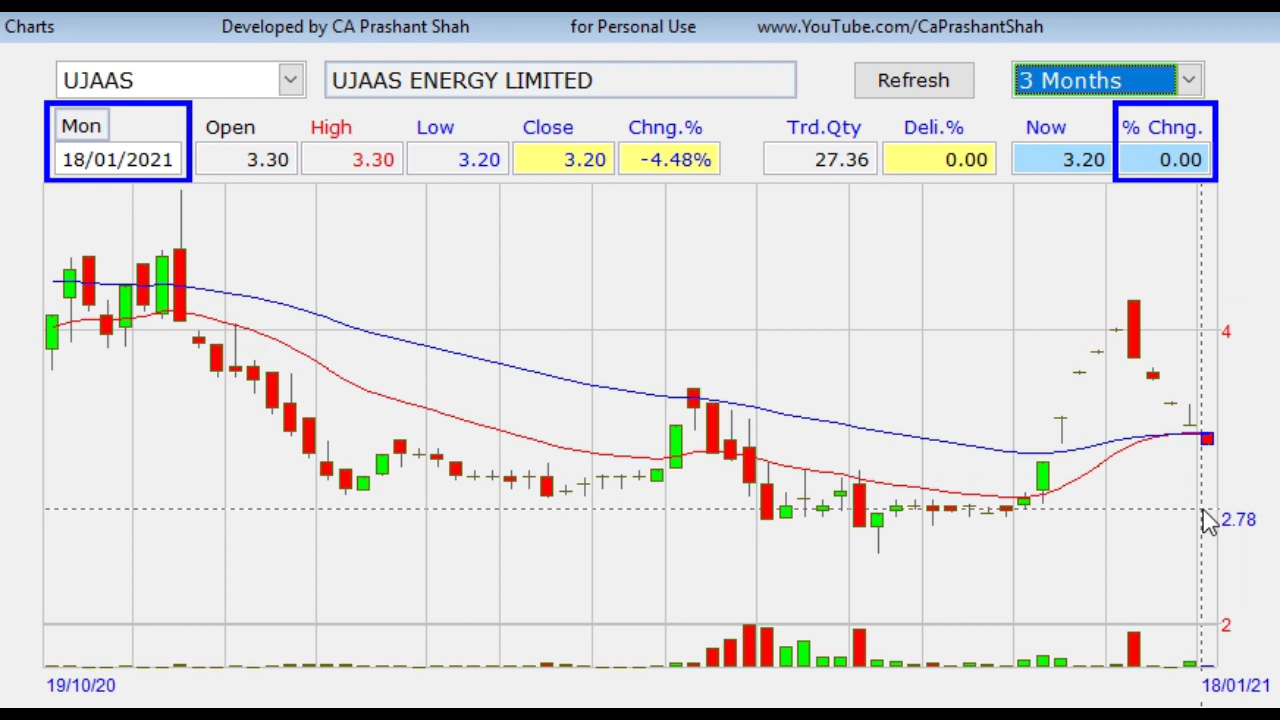 Charts Developed by CA Prashant Shah for Personal Use www.YouTube.com/CaPrashantShah
UJAAS UJAAS ENERGY LIMITED Refresh 3 Months
Mon Open High Low Close Chng.% Trd.Qty Deli.% Now % Chng.
18/01/2021 3.30 3.30 3.20 3.20 -4.48% 27.36 0.00 3.20 0.00
4
2.78
2
19/10/20 18/01/21